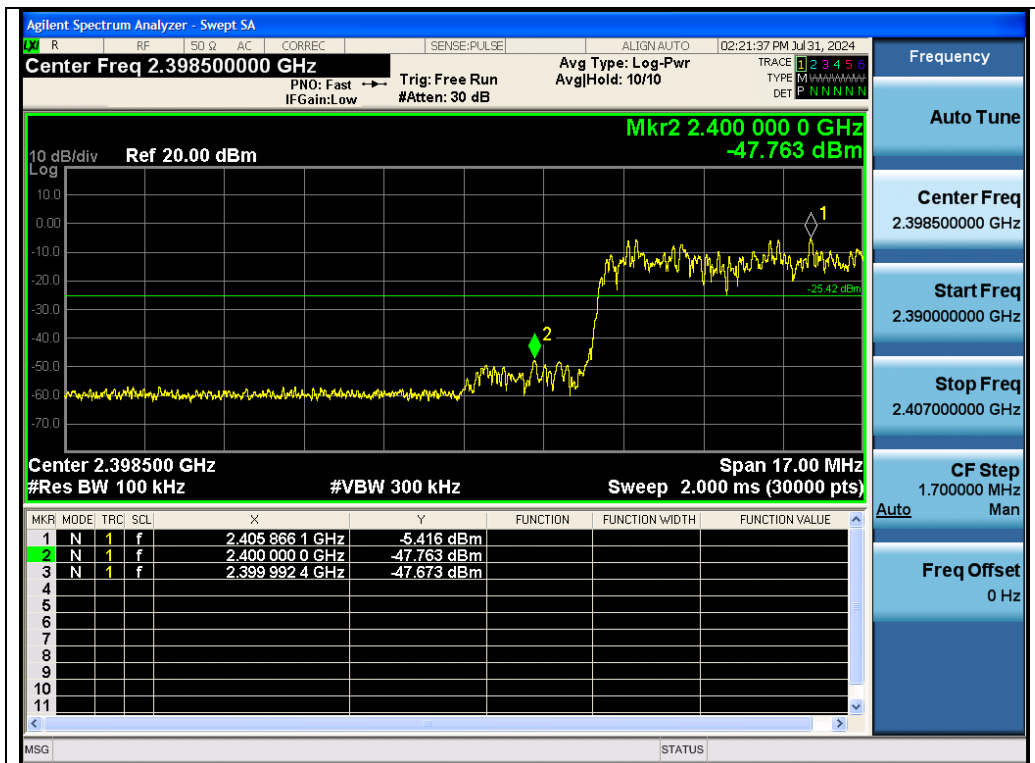 Agilent Spectrum Analyzer - Swept SA
LXI R RF 50 Ω AC CORREC SENSE:PULSE ALIGN AUTO 02:21:37 PM Jul 31, 2024
Center Freq 2.398500000 GHz
PNO: Fast
IFGain:Low
Trig: Free Run
#Atten: 30 dB
Avg Type: Log-Pwr
Avg|Hold: 10/10
TRACE 1 2 3 4 5 6
TYPE M W W W W W
DET P N N N N N
Mkr2 2.400 000 0 GHz
-47.763 dBm
10 dB/div Ref 20.00 dBm
Log
10.0
0.00
-10.0
-20.0
-30.0
-40.0
-50.0
-60.0
-70.0
1
-25.42 dBm
2
Center 2.398500 GHz Span 17.00 MHz
#Res BW 100 kHz #VBW 300 kHz Sweep 2.000 ms (30000 pts)
MKR MODE TRC SCL X Y FUNCTION FUNCTION WIDTH FUNCTION VALUE
1 N 1 f 2.405 866 1 GHz -5.416 dBm
2 N 1 f 2.400 000 0 GHz -47.763 dBm
3 N 1 f 2.399 992 4 GHz -47.673 dBm
4
5
6
7
8
9
10
11
MSG STATUS
Frequency
Auto Tune
Center Freq
2.398500000 GHz
Start Freq
2.390000000 GHz
Stop Freq
2.407000000 GHz
CF Step
1.700000 MHz
Auto Man
Freq Offset
0 Hz